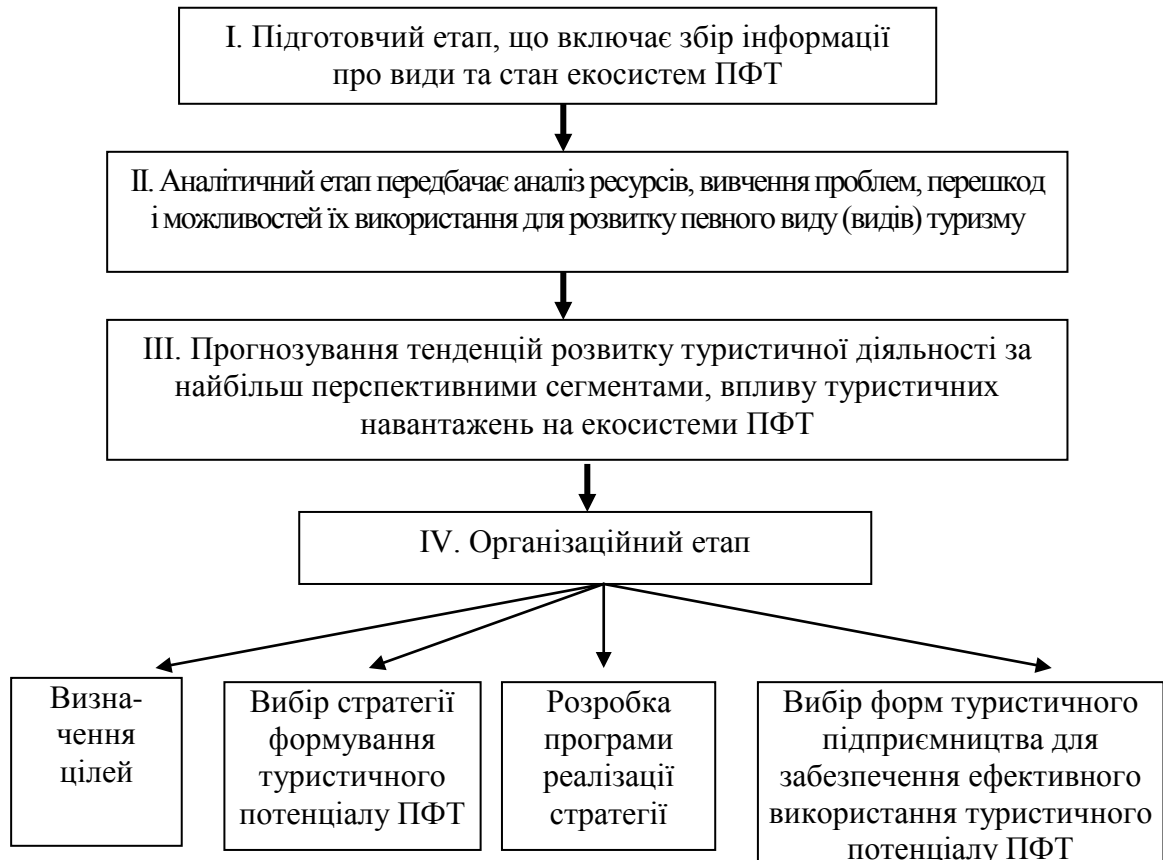 І. Підготовчий етап, що включає збір інформації
про види та стан екосистем ПФТ
ІІ. Аналітичний етап передбачає аналіз ресурсів, вивчення проблем, перешкод
і можливостей їх використання для розвитку певного виду (видів) туризму
ІІІ. Прогнозування тенденцій розвитку туристичної діяльності за
найбільш перспективними сегментами, впливу туристичних
навантажень на екосистеми ПФТ
IV. Організаційний етап
Визна-
чення
цілей
Вибір стратегії
формування
туристичного
потенціалу ПФТ
Розробка
програми
реалізації
стратегії
Вибір форм туристичного
підприємництва для
забезпечення ефективного
використання туристичного
потенціалу ПФТ